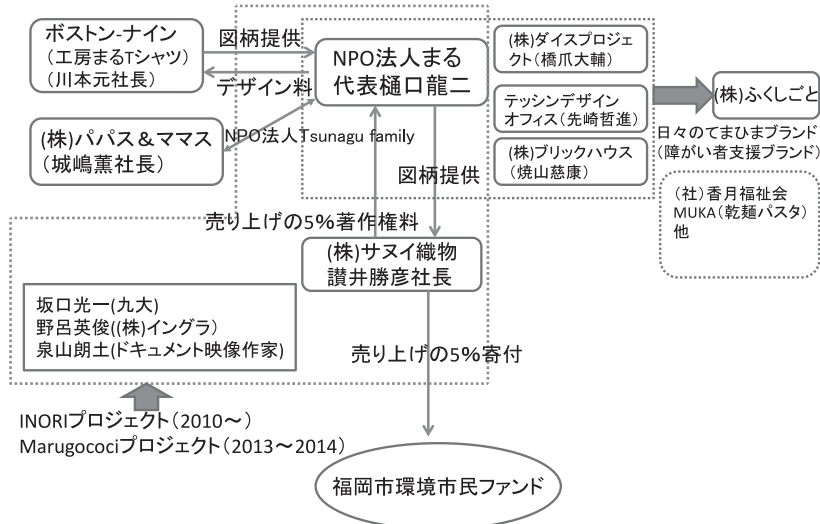 ボストン-ナイン
（工房まるTシャツ）
（川本元社長）
図柄提供
デザイン料
NPO法人まる
代表樋口龍二
(株)ダイスプロジェ
クト（橋爪大輔）
テッシンデザイン
オフィス（先崎哲進）
(株)ブリックハウス
（焼山慈康）
(株)ふくしごと
日々のてまひまブランド
（障がい者支援ブランド）
（社）香月福祉会
MUKA（乾麺パスタ）
他
(株)パパス＆ママス
（城嶋薫社長）
NPO法人Tsunagu family
図柄提供
売り上げの5%著作権料
(株)サヌイ織物
讃井勝彦社長
坂口光一(九大)
野呂英俊((株)イングラ）
泉山朗土(ドキュメント映像作家)
売り上げの5%寄付
INORIプロジェクト（2010～）
Marugocociプロジェクト（2013～2014）
福岡市環境市民ファンド